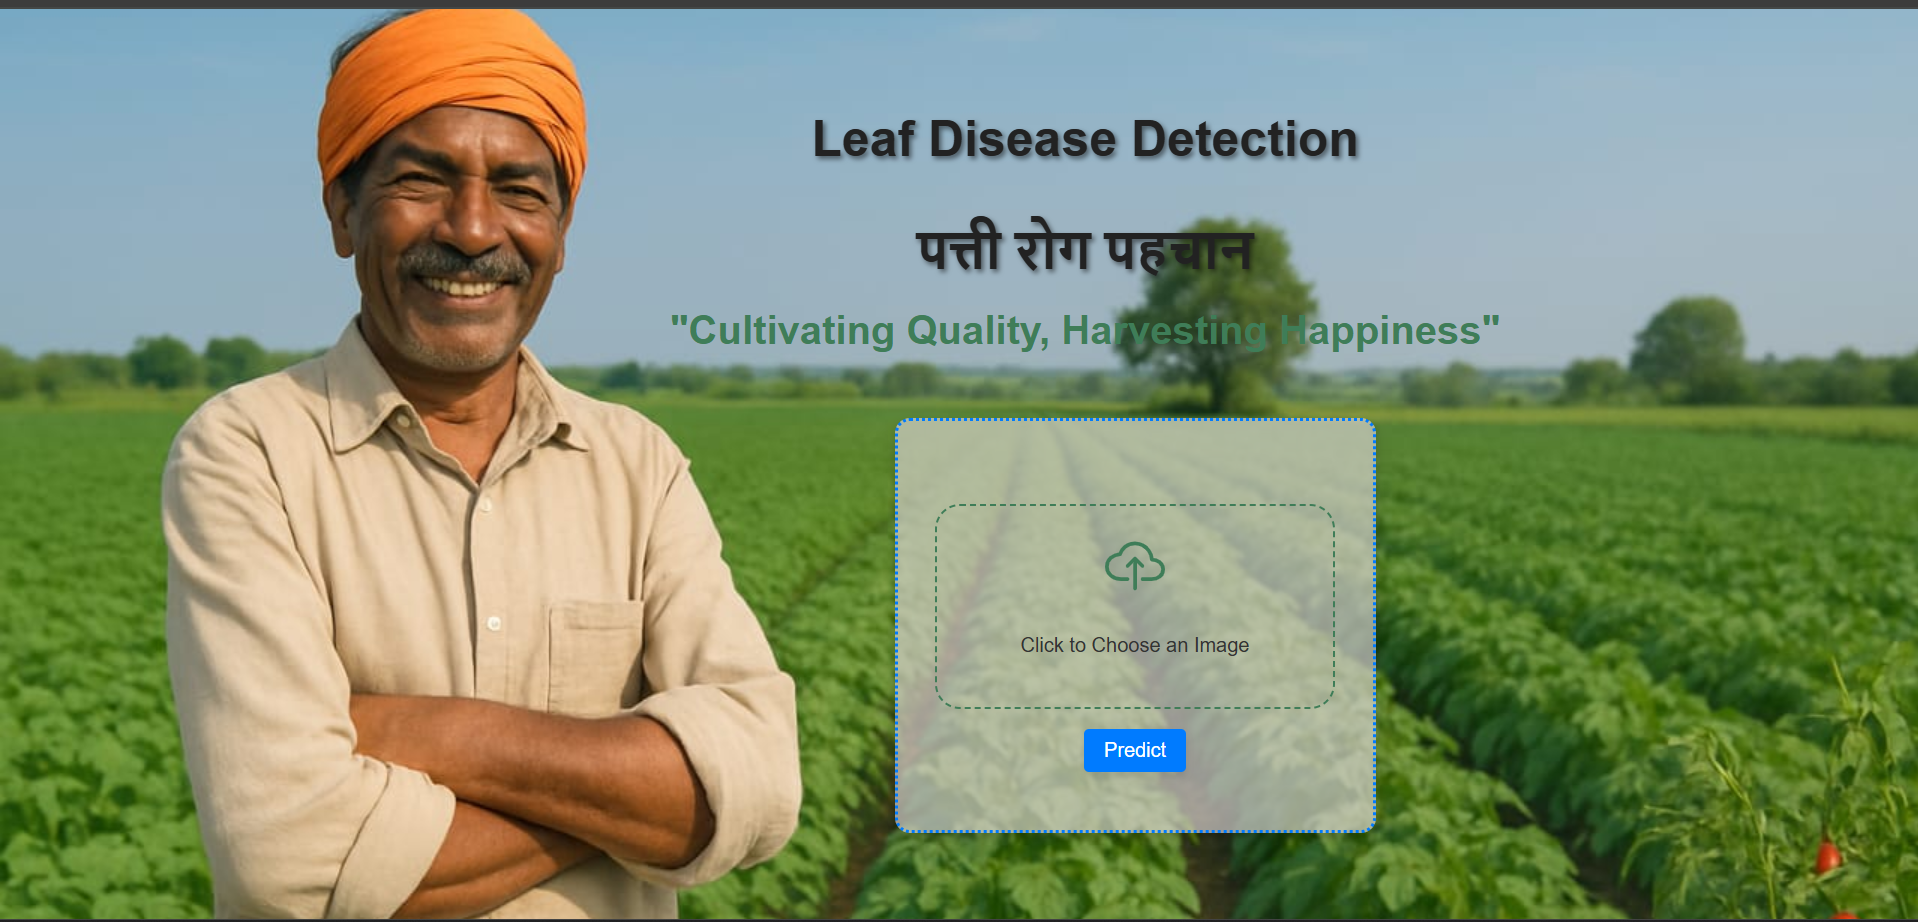 Leaf Disease Detection
पत्ती रोग पहचान
"Cultivating Quality, Harvesting Happiness"
Click to Choose an Image
Predict